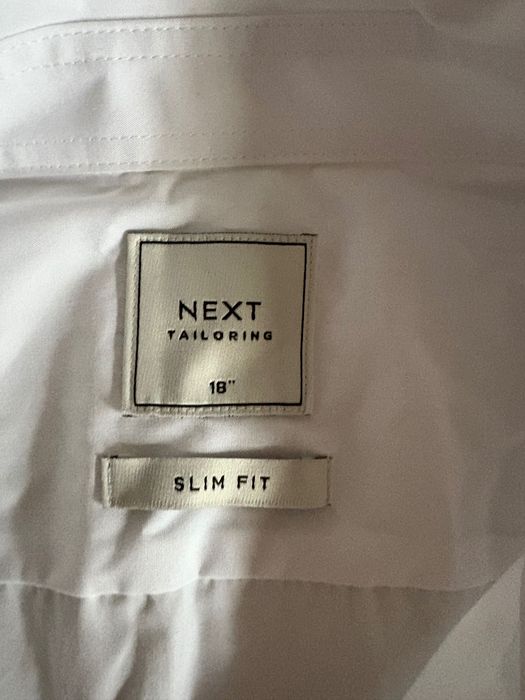 NEXT
TAILORING
18"
SLIM FIT